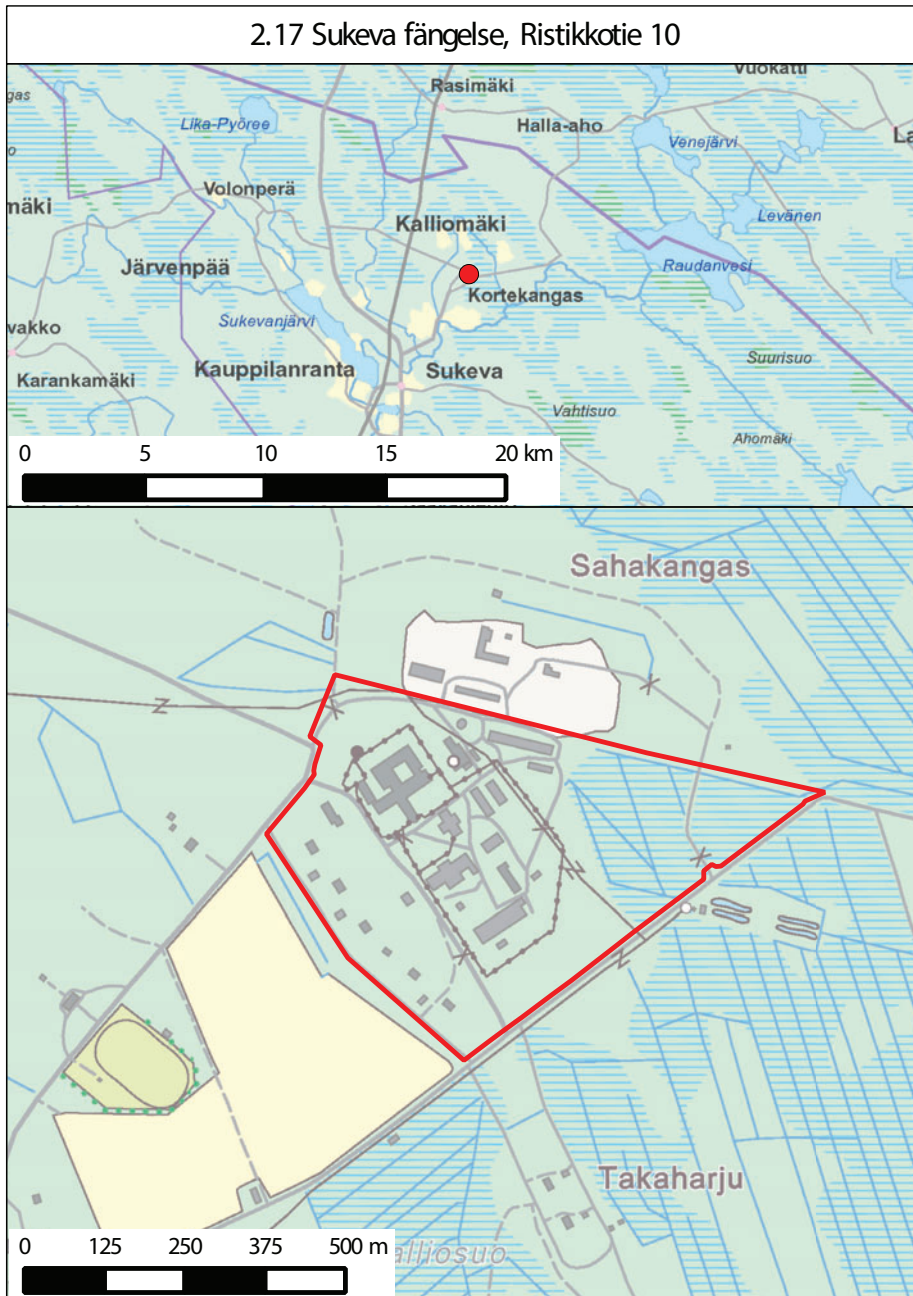 2.17 Sukeva fängelse, Ristikkotie 10
Vuokatti
gas
Rasimäki
Lika-Pyöree
Halla-aho
La
Venejärvi
Volonperä
mäki
Kalliomäki
Levänen
Järvenpää
Raudanvesi
Kortekangas
Sukevanjärvi
vakko
Karankamäki
Kauppilanranta
Sukeva
Suurisuo
Vahtisuo
Ahomäki
0 5 10 15 20 km
Sahakangas
Takaharju
alliosuo
0 125 250 375 500 m